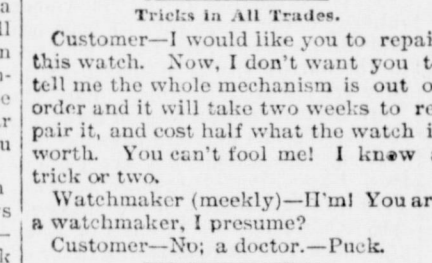 Tricks in All Trades.
Customer—I would like you to repai
this watch. Now, I don't want you t
tell me the whole mechanism is out o
order and it will take two weeks to re
pair it, and cost half what the watch i
worth. You can't fool me! I know a
trick or two.
Watchmaker (meekly)—H'm! You ar
a watchmaker, I presume?
Customer—No; a doctor.—Puck.